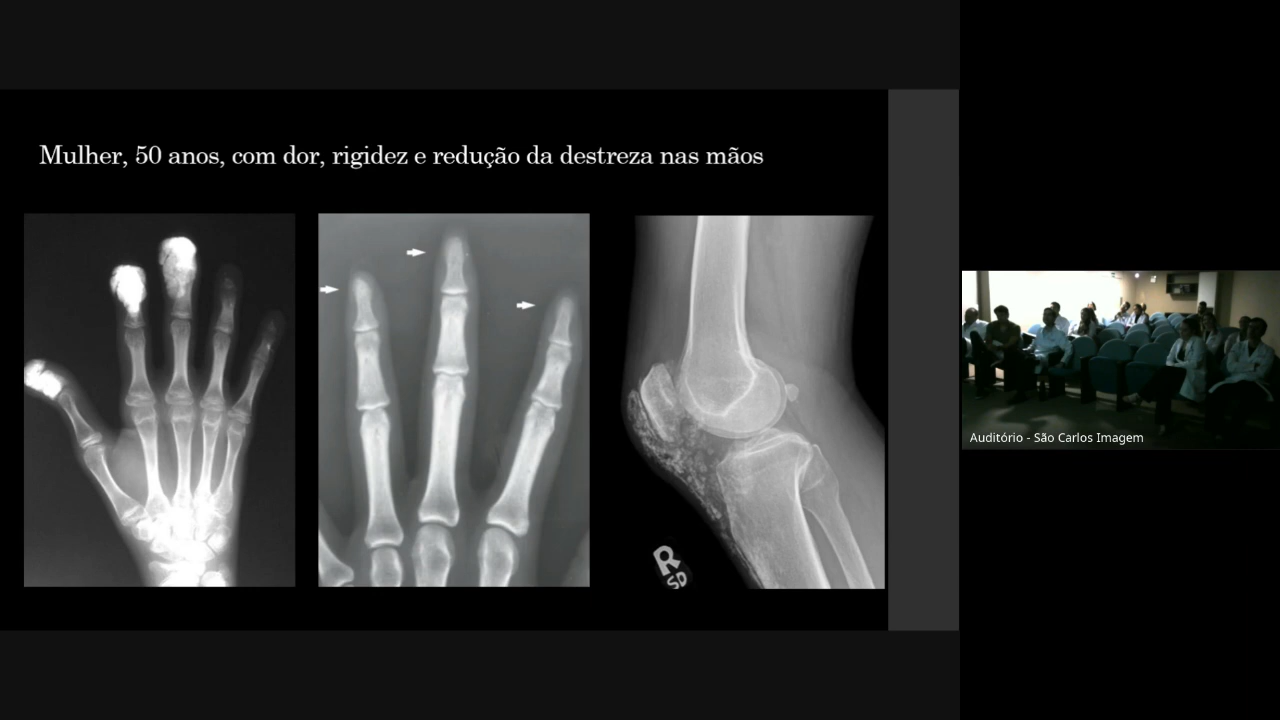 Mulher, 50 anos, com dor, rigidez e redução da destreza nas mãos
R
SD
Auditório - São Carlos Imagem